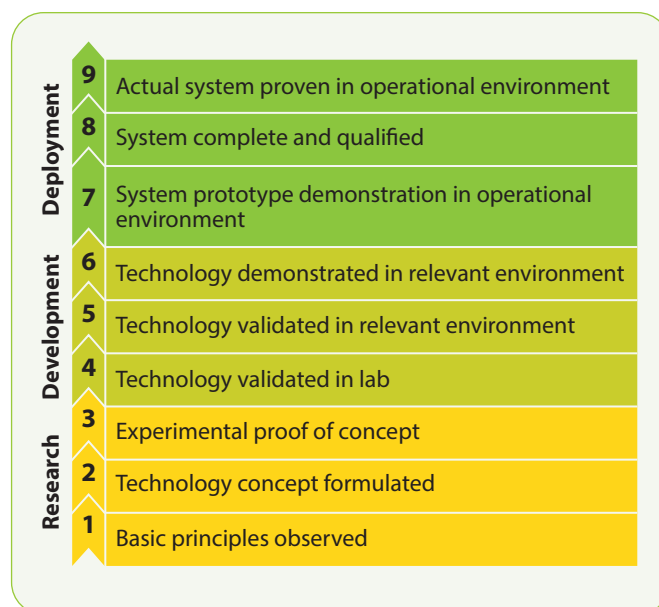 Deployment
9
Actual system proven in operational environment
8
System complete and qualified
7
System prototype demonstration in operational
environment
Development
6
Technology demonstrated in relevant environment
5
Technology validated in relevant environment
4
Technology validated in lab
Research
3
Experimental proof of concept
2
Technology concept formulated
1
Basic principles observed